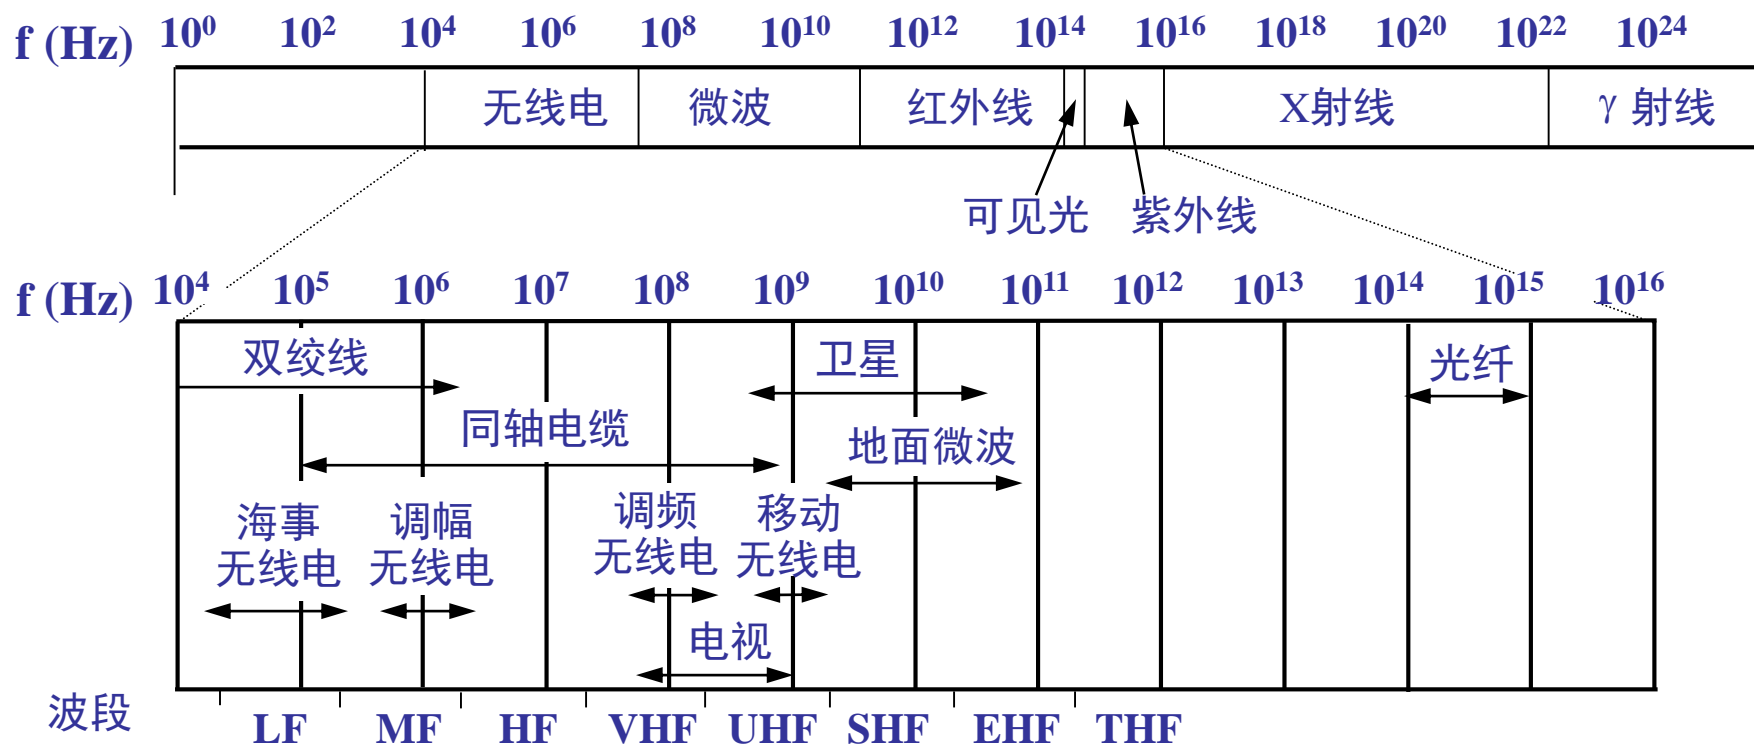 f (Hz) 10⁰ 10² 10⁴ 10⁶ 10⁸ 10¹⁰ 10¹² 10¹⁴ 10¹⁶ 10¹⁸ 10²⁰ 10²² 10²⁴
无线电 微波 红外线 X射线 γ 射线
可见光 紫外线
f (Hz) 10⁴ 10⁵ 10⁶ 10⁷ 10⁸ 10⁹ 10¹⁰ 10¹¹ 10¹² 10¹³ 10¹⁴ 10¹⁵ 10¹⁶
双绞线 卫星 光纤
同轴电缆 地面微波
海事 调幅 调频 移动
无线电 无线电 无线电 无线电
电视
波段 LF MF HF VHF UHF SHF EHF THF